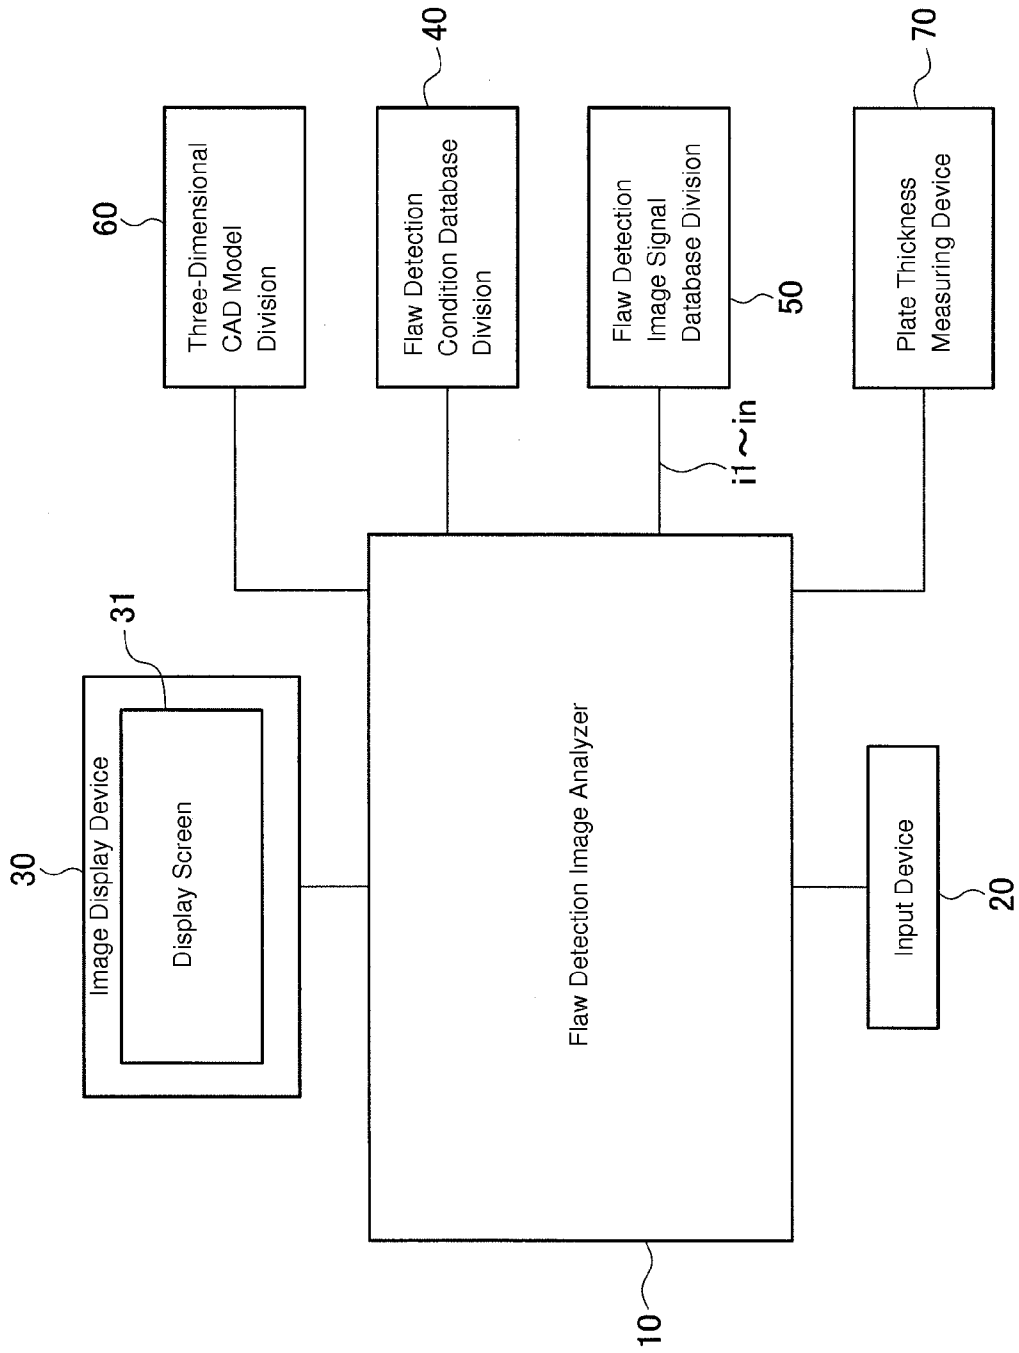 30
Image Display Device
31
Display Screen
60
Three-Dimensional
CAD Model
Division
40
Flaw Detection
Condition Database
Division
Flaw Detection
Image Signal
Database Division
50
i1～in
70
Plate Thickness
Measuring Device
Flaw Detection Image Analyzer
10
Input Device
20